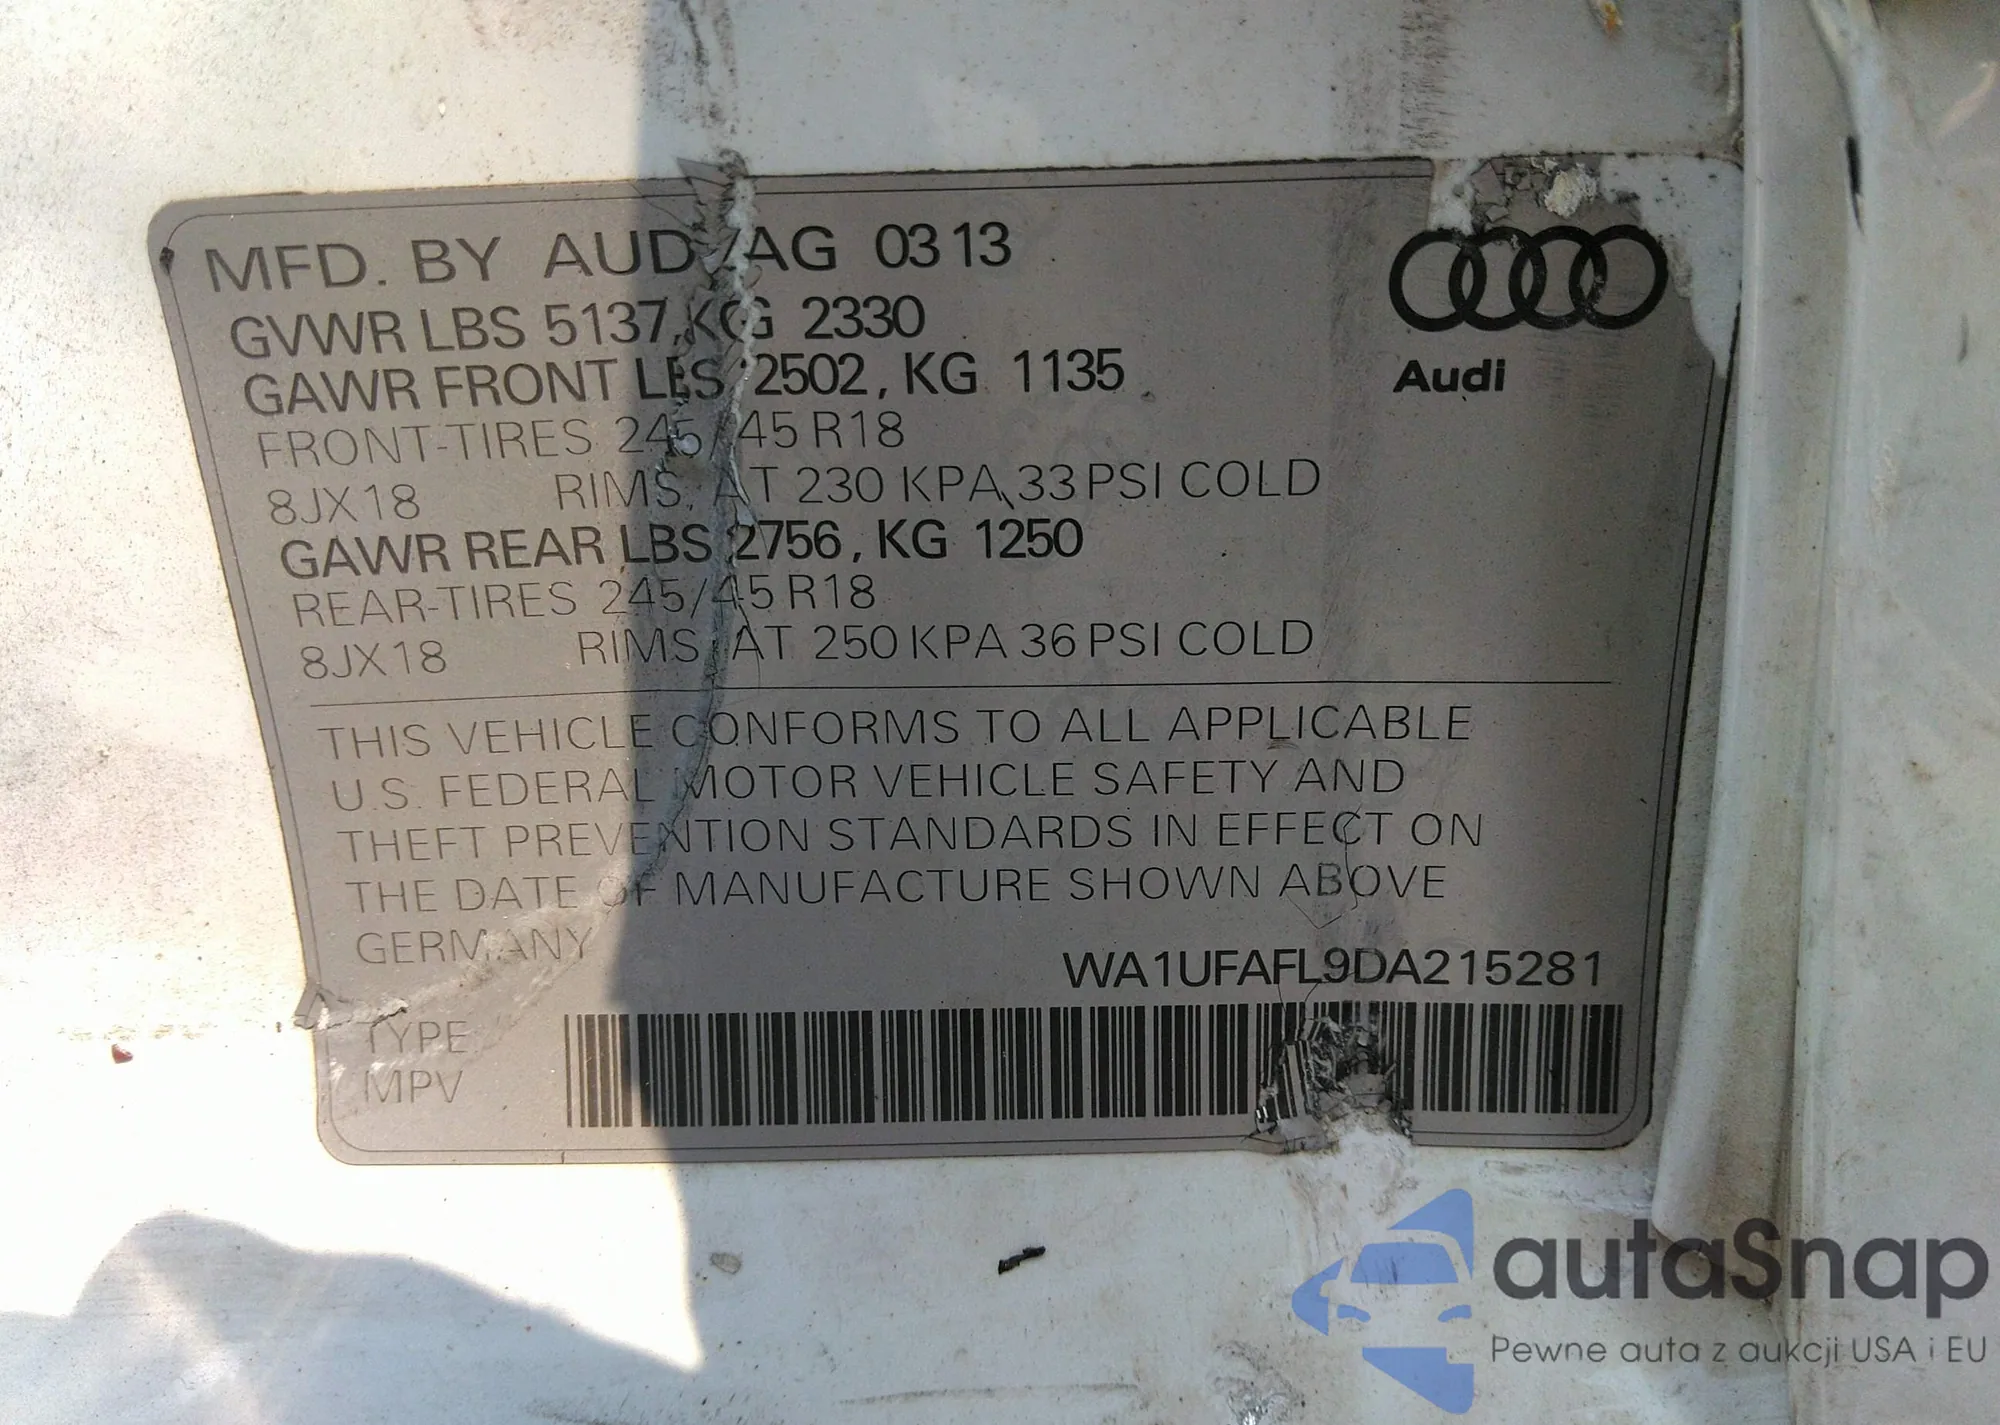 MFD. BY AUDI AG 03 13
GVWR LBS 5137, KG 2330
GAWR FRONT LBS 2502, KG 1135
FRONT-TIRES 245/45 R18
8JX18 RIMS, AT 230 KPA 33 PSI COLD
GAWR REAR LBS 2756, KG 1250
REAR-TIRES 245/45 R18
8JX18 RIMS, AT 250 KPA 36 PSI COLD
Audi
THIS VEHICLE CONFORMS TO ALL APPLICABLE
U.S. FEDERAL MOTOR VEHICLE SAFETY AND
THEFT PREVENTION STANDARDS IN EFFECT ON
THE DATE OF MANUFACTURE SHOWN ABOVE
GERMANY
WA1UFAFL9DA215281
TYPE
MPV
autaSnap
Pewne auta z aukcji USA i EU